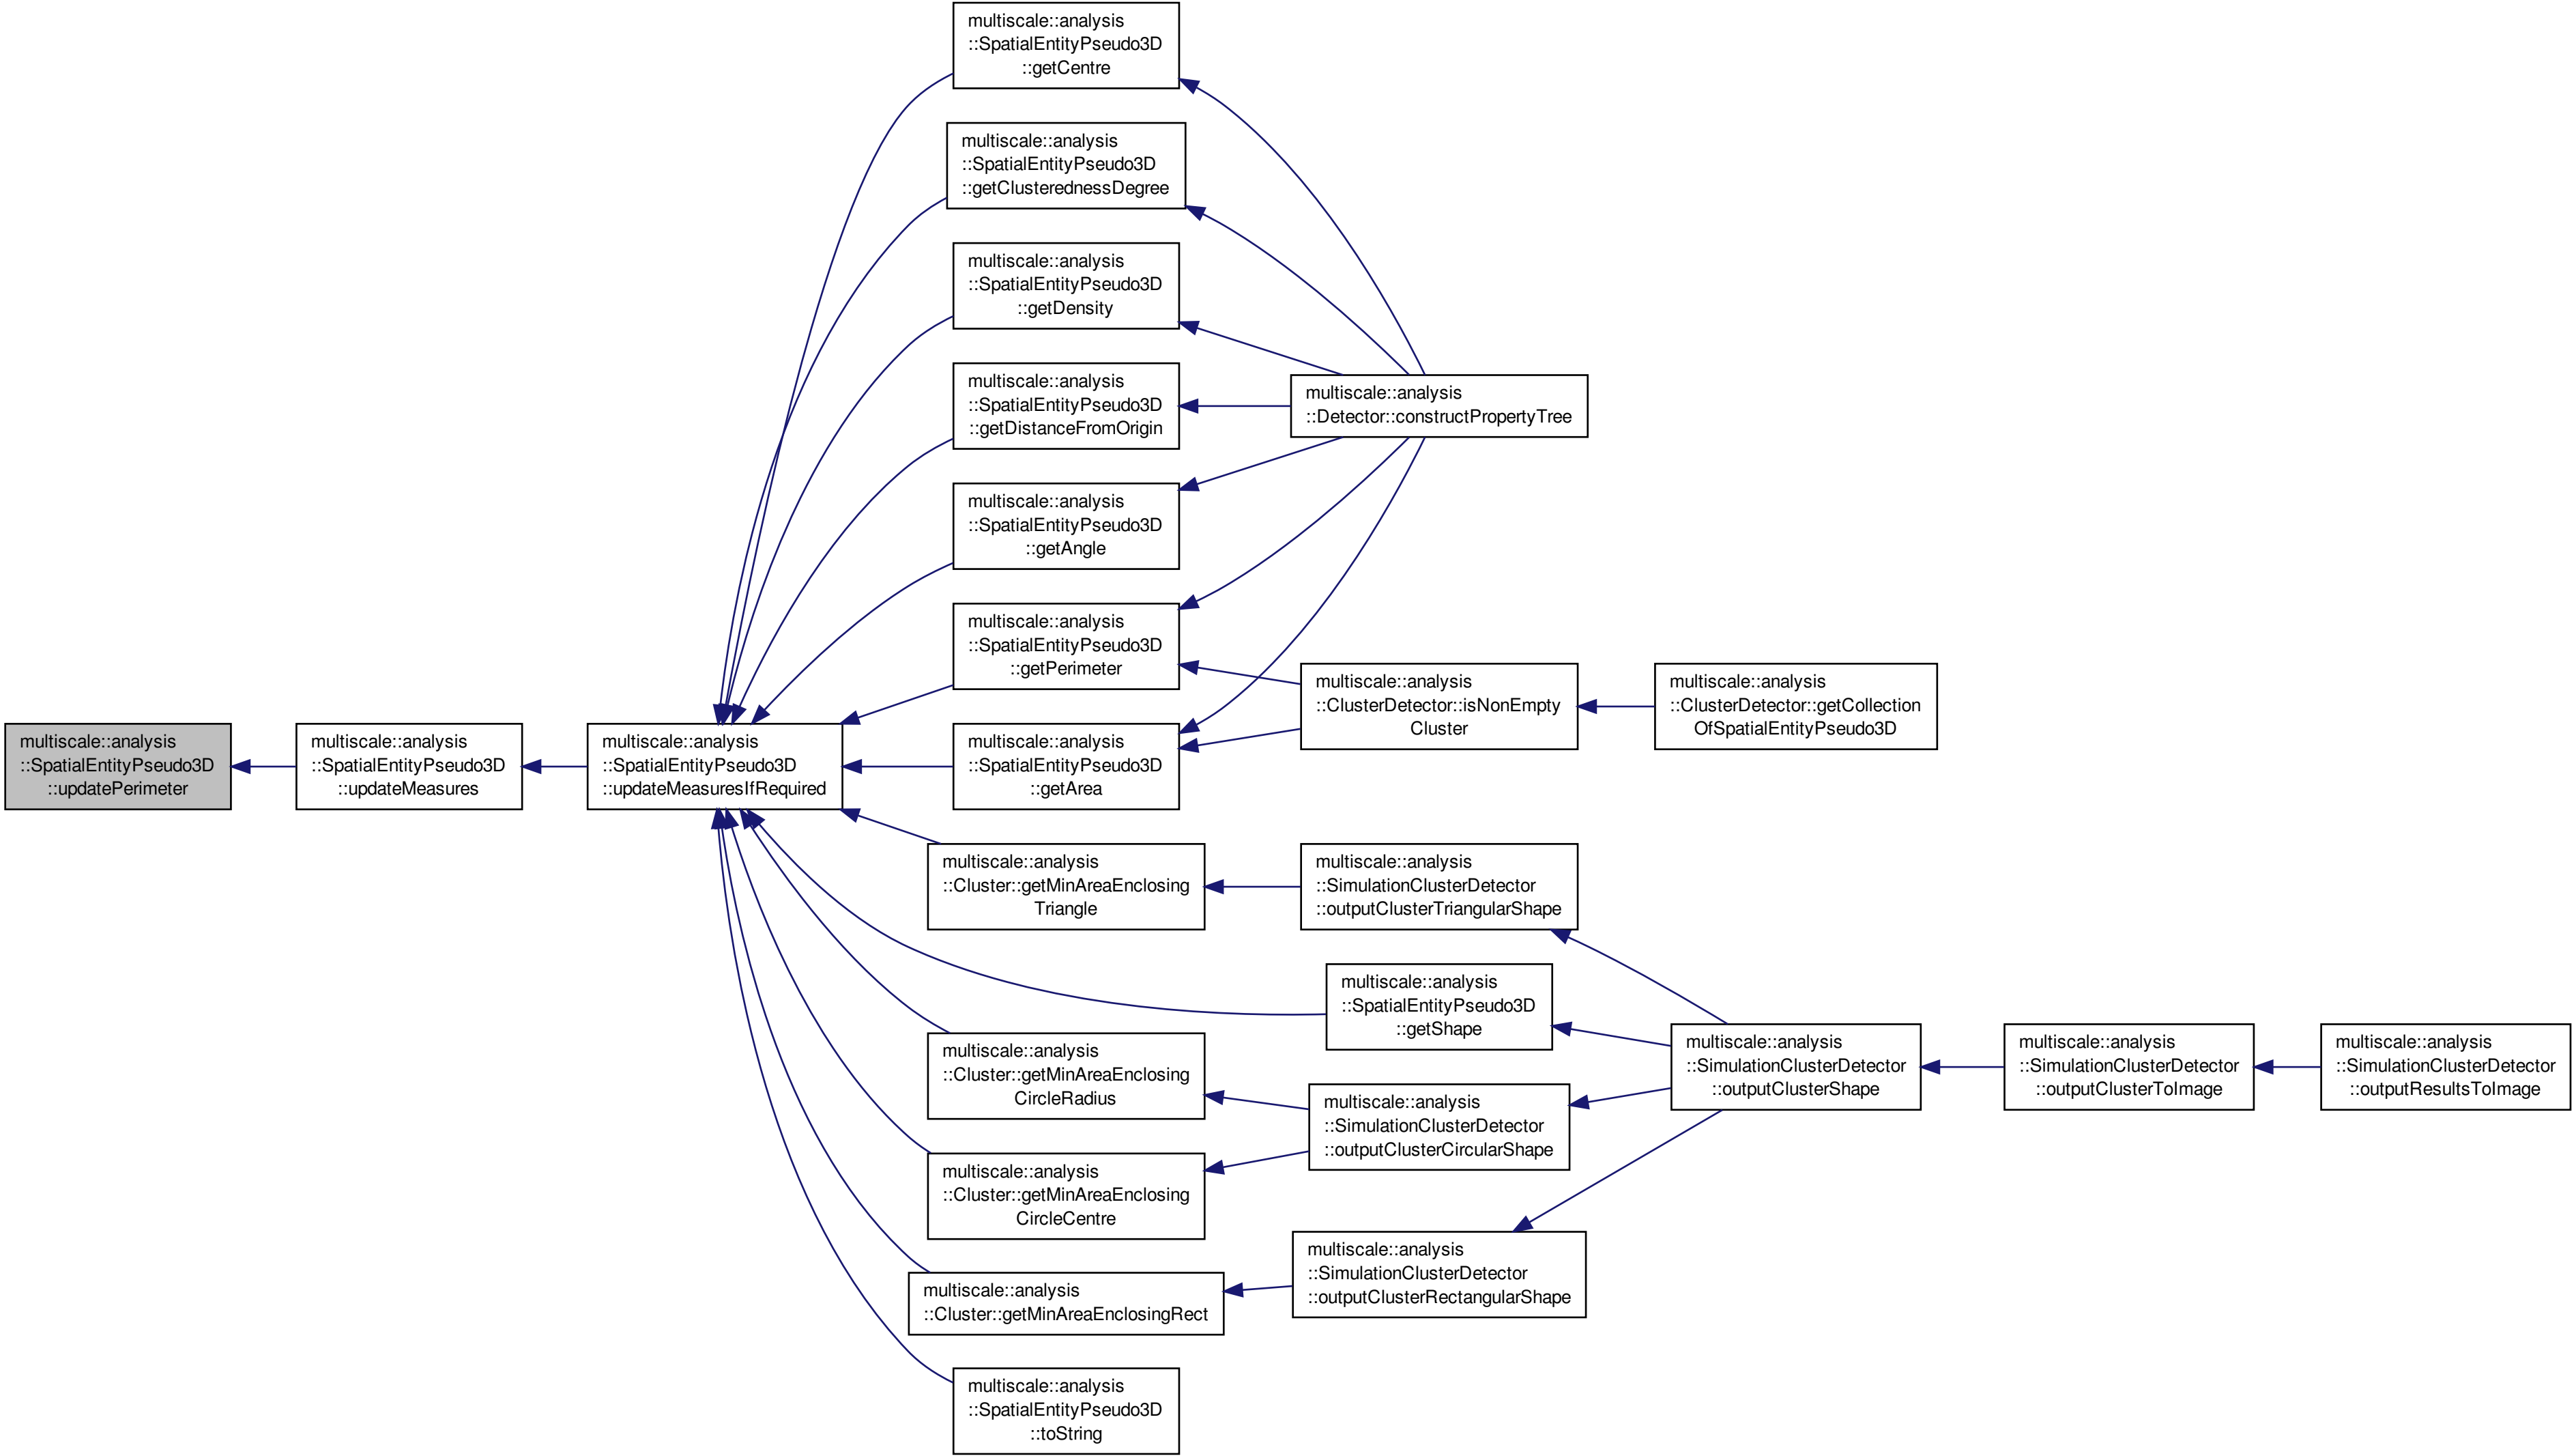 multiscale::analysis
::SpatialEntityPseudo3D
::getCentre
multiscale::analysis
::SpatialEntityPseudo3D
::getClusterednessDegree
multiscale::analysis
::SpatialEntityPseudo3D
::getDensity
multiscale::analysis
::SpatialEntityPseudo3D
::getDistanceFromOrigin
multiscale::analysis
::Detector::constructPropertyTree
multiscale::analysis
::SpatialEntityPseudo3D
::getAngle
multiscale::analysis
::SpatialEntityPseudo3D
::getPerimeter
multiscale::analysis
::ClusterDetector::isNonEmpty
Cluster
multiscale::analysis
::ClusterDetector::getCollection
OfSpatialEntityPseudo3D
multiscale::analysis
::SpatialEntityPseudo3D
::updatePerimeter
multiscale::analysis
::SpatialEntityPseudo3D
::updateMeasures
multiscale::analysis
::SpatialEntityPseudo3D
::updateMeasuresIfRequired
multiscale::analysis
::SpatialEntityPseudo3D
::getArea
multiscale::analysis
::Cluster::getMinAreaEnclosing
Triangle
multiscale::analysis
::SimulationClusterDetector
::outputClusterTriangularShape
multiscale::analysis
::SpatialEntityPseudo3D
::getShape
multiscale::analysis
::Cluster::getMinAreaEnclosing
CircleRadius
multiscale::analysis
::SimulationClusterDetector
::outputClusterCircularShape
multiscale::analysis
::SimulationClusterDetector
::outputClusterShape
multiscale::analysis
::SimulationClusterDetector
::outputClusterToImage
multiscale::analysis
::SimulationClusterDetector
::outputResultsToImage
multiscale::analysis
::Cluster::getMinAreaEnclosing
CircleCentre
multiscale::analysis
::Cluster::getMinAreaEnclosingRect
multiscale::analysis
::SimulationClusterDetector
::outputClusterRectangularShape
multiscale::analysis
::SpatialEntityPseudo3D
::toString